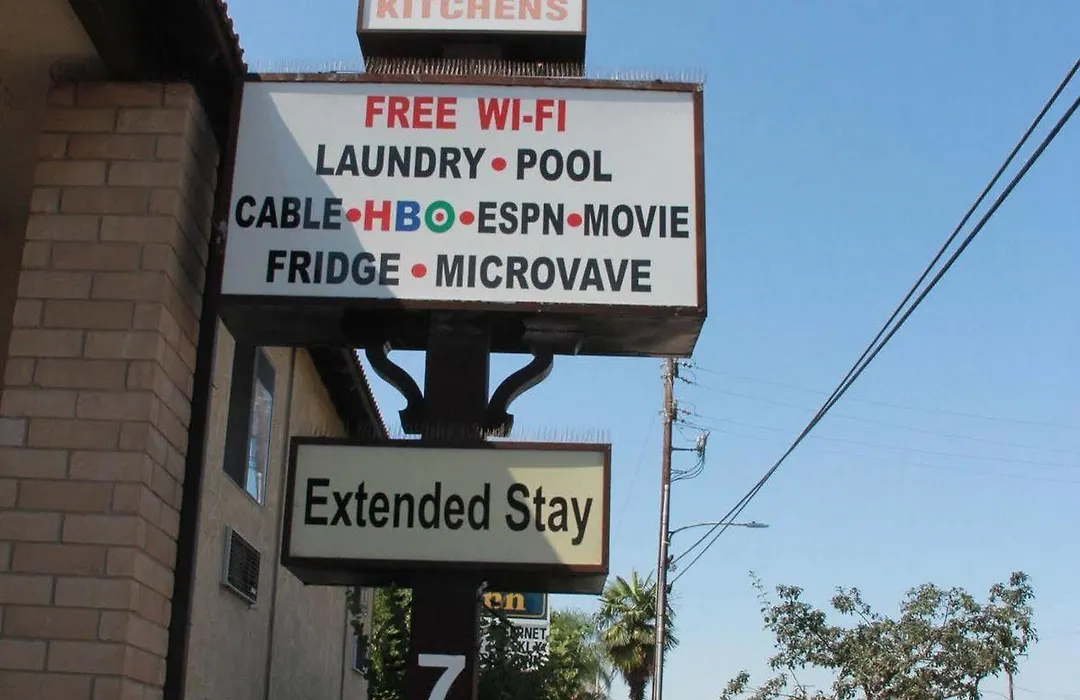 KITCHENS
FREE WI-FI
LAUNDRY • POOL
CABLE•HBO•ESPN•MOVIE
FRIDGE • MICROVAVE
Extended Stay
7